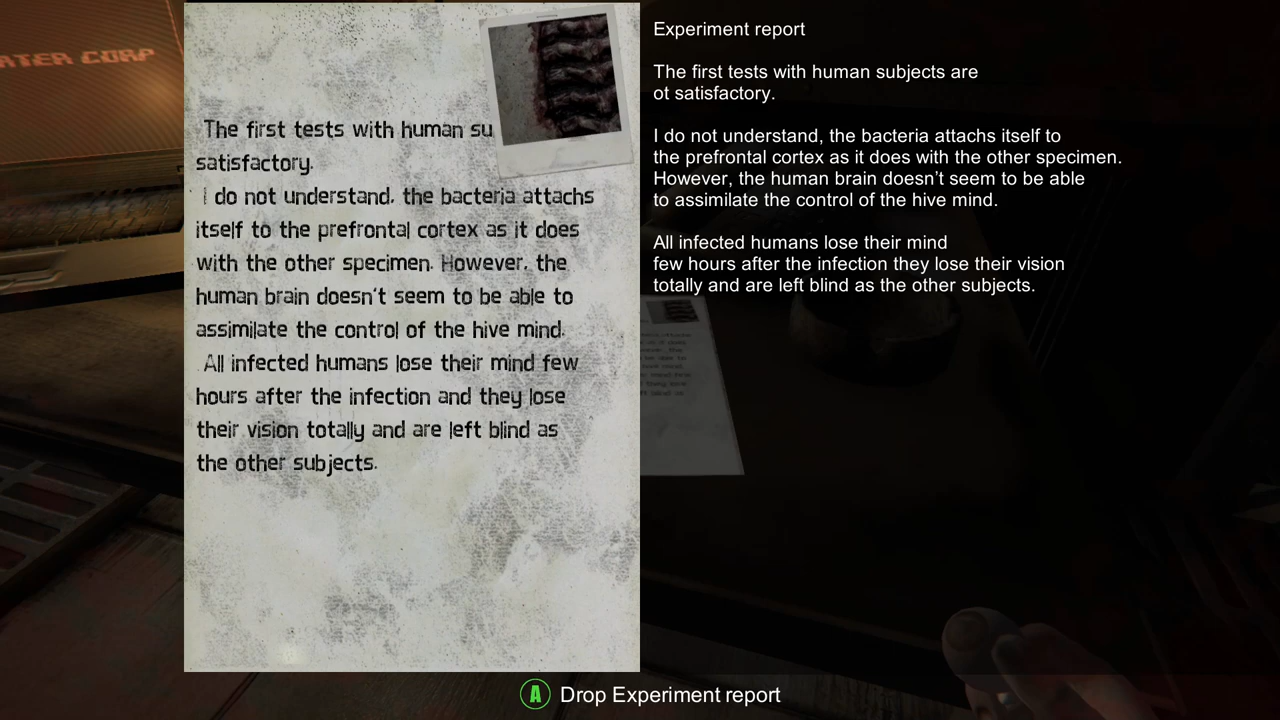 ATER CORP
The first tests with human su
satisfactory.
I do not understand, the bacteria attachs
itself to the prefrontal cortex as it does
with the other specimen. However, the
human brain doesn't seem to be able to
assimilate the control of the hive mind.
All infected humans lose their mind few
hours after the infection and they lose
their vision totally and are left blind as
the other subjects.
Experiment report
The first tests with human subjects are
ot satisfactory.
I do not understand, the bacteria attachs itself to
the prefrontal cortex as it does with the other specimen.
However, the human brain doesn't seem to be able
to assimilate the control of the hive mind.
All infected humans lose their mind
few hours after the infection they lose their vision
totally and are left blind as the other subjects.
A Drop Experiment report